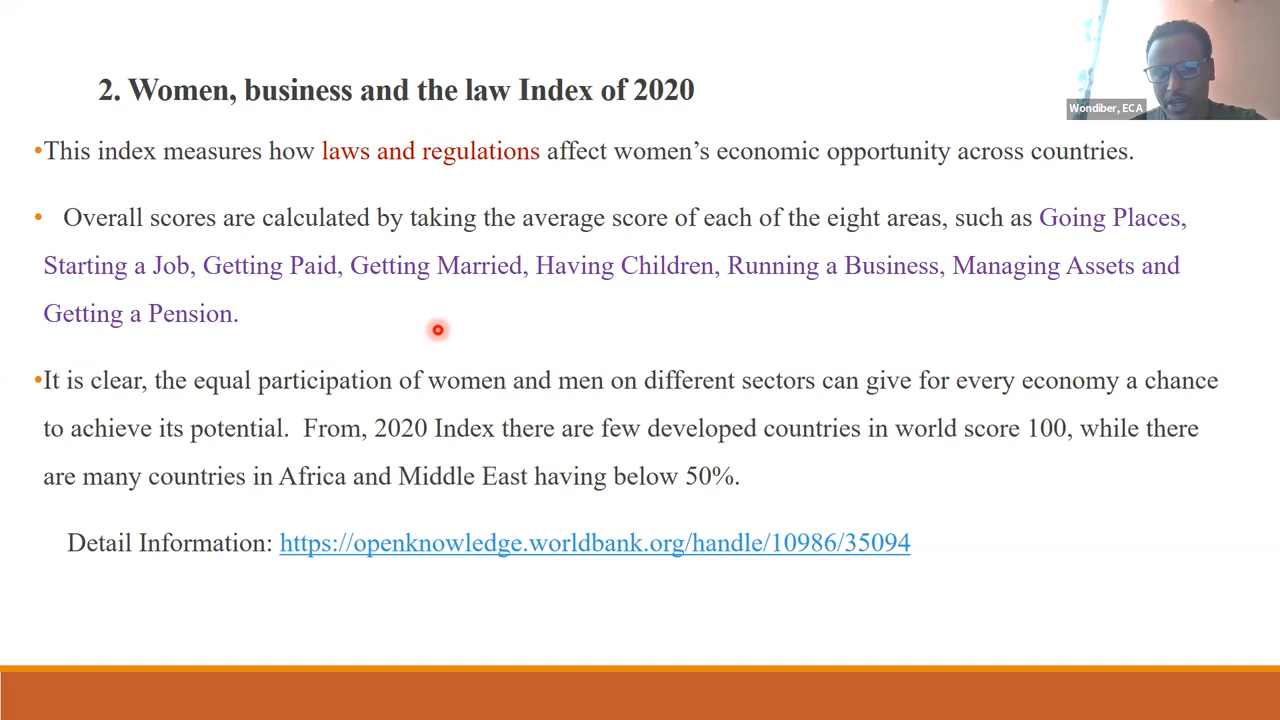 2. Women, business and the law Index of 2020
Wondiber, ECA
•This index measures how laws and regulations affect women’s economic opportunity across countries.
• Overall scores are calculated by taking the average score of each of the eight areas, such as Going Places,
Starting a Job, Getting Paid, Getting Married, Having Children, Running a Business, Managing Assets and
Getting a Pension.
•It is clear, the equal participation of women and men on different sectors can give for every economy a chance
to achieve its potential. From, 2020 Index there are few developed countries in world score 100, while there
are many countries in Africa and Middle East having below 50%.
Detail Information: https://openknowledge.worldbank.org/handle/10986/35094